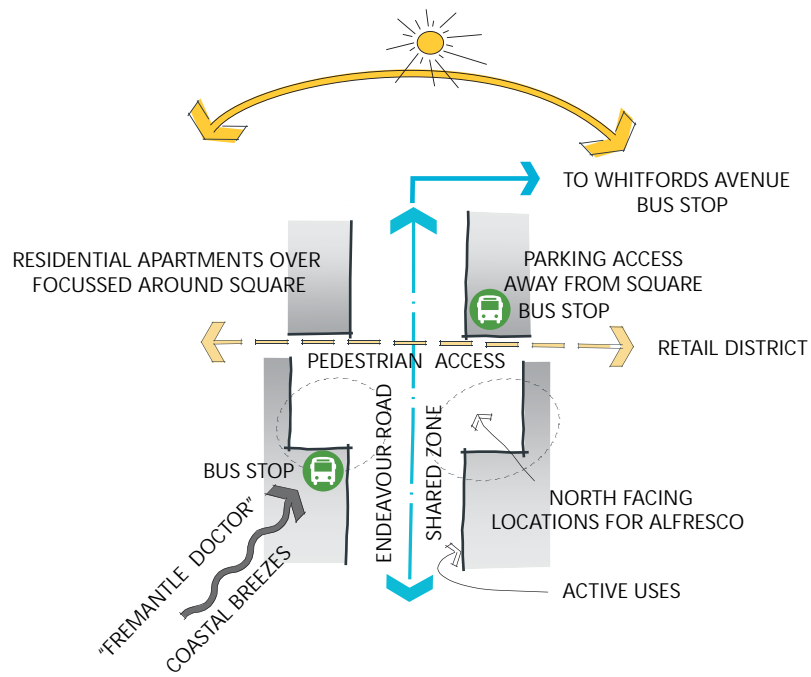 TO WHITFORDS AVENUE
BUS STOP
RESIDENTIAL APARTMENTS OVER
FOCUSSED AROUND SQUARE
PARKING ACCESS
AWAY FROM SQUARE
BUS STOP
RETAIL DISTRICT
PEDESTRIAN ACCESS
ENDEAVOUR ROAD
SHARED ZONE
BUS STOP
NORTH FACING
LOCATIONS FOR ALFRESCO
"FREMANTLE DOCTOR"
COASTAL BREEZES
ACTIVE USES